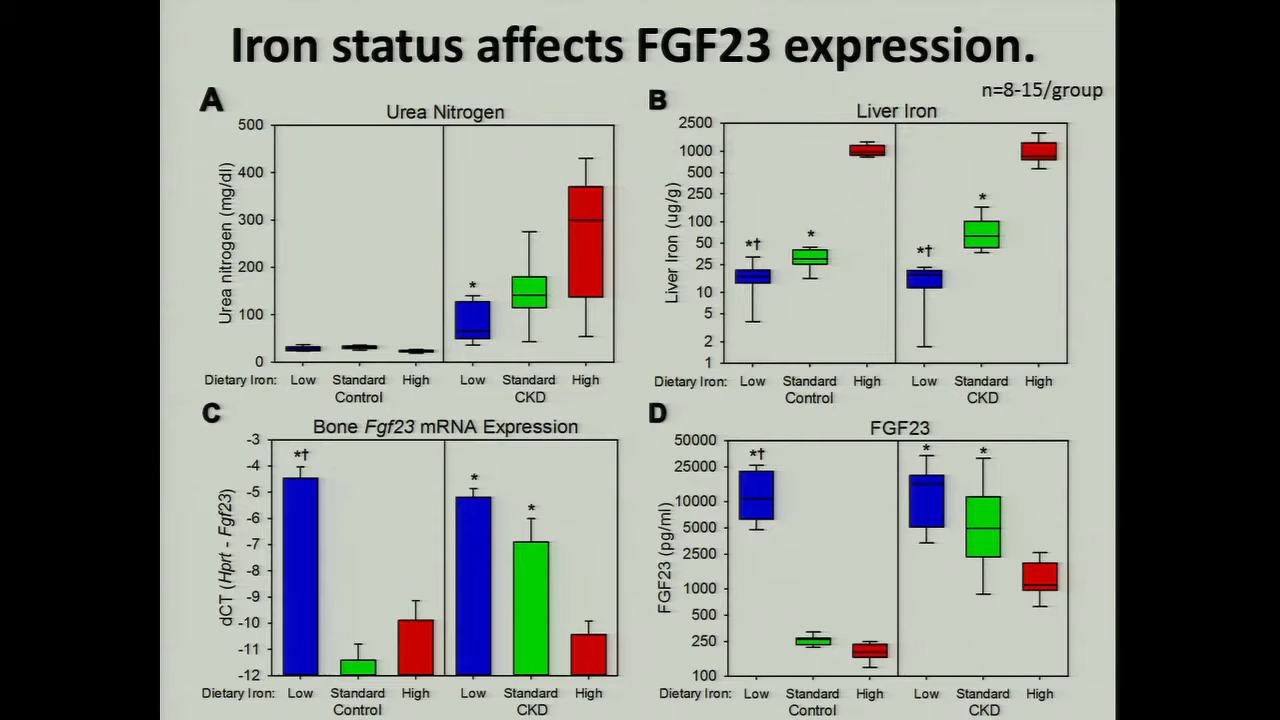 Iron status affects FGF23 expression.
n=8-15/group
A
Urea Nitrogen
Urea nitrogen (mg/dl)
500
400
300
200
100
0
*
Dietary Iron: Low Standard High Low Standard High
Control CKD
B
Liver Iron
Liver Iron (ug/g)
2500
1000
500
250
100
50
25
10
5
2
1
*† * *† *
Dietary Iron: Low Standard High Low Standard High
Control CKD
C
Bone Fgf23 mRNA Expression
dCT (Hprt - Fgf23)
-3
-4
-5
-6
-7
-8
-9
-10
-11
-12
*† * *
Dietary Iron: Low Standard High Low Standard High
Control CKD
D
FGF23
FGF23 (pg/ml)
50000
25000
10000
5000
2500
1000
500
250
100
*† * *
Dietary Iron: Low Standard High Low Standard High
Control CKD